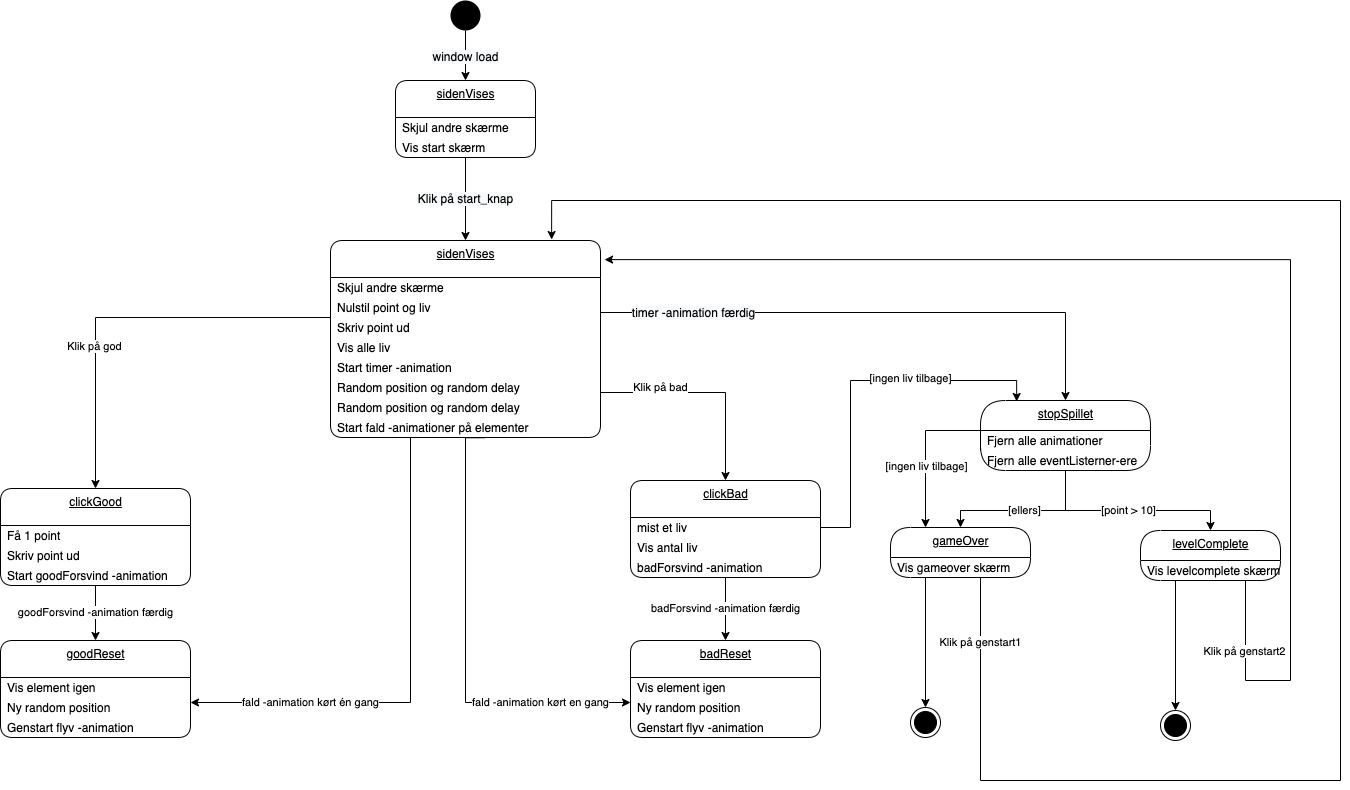 window load
sidenVises
Skjul andre skærme
Vis start skærm
Klik på start_knap
sidenVises
Skjul andre skærme
Nulstil point og liv
Skriv point ud
Vis alle liv
Start timer -animation
Random position og random delay
Random position og random delay
Start fald -animationer på elementer
timer -animation færdig
Klik på god
Klik på bad
[ingen liv tilbage]
stopSpillet
Fjern alle animationer
Fjern alle eventListerner-ere
[ingen liv tilbage]
[ellers]
[point > 10]
clickGood
Få 1 point
Skriv point ud
Start goodForsvind -animation
clickBad
mist et liv
Vis antal liv
badForsvind -animation
gameOver
Vis gameover skærm
levelComplete
Vis levelcomplete skærm
goodForsvind -animation færdig
badForsvind -animation færdig
Klik på genstart1
Klik på genstart2
goodReset
Vis element igen
Ny random position
Genstart flyv -animation
fald -animation kørt én gang
fald -animation kørt en gang
badReset
Vis element igen
Ny random position
Genstart flyv -animation